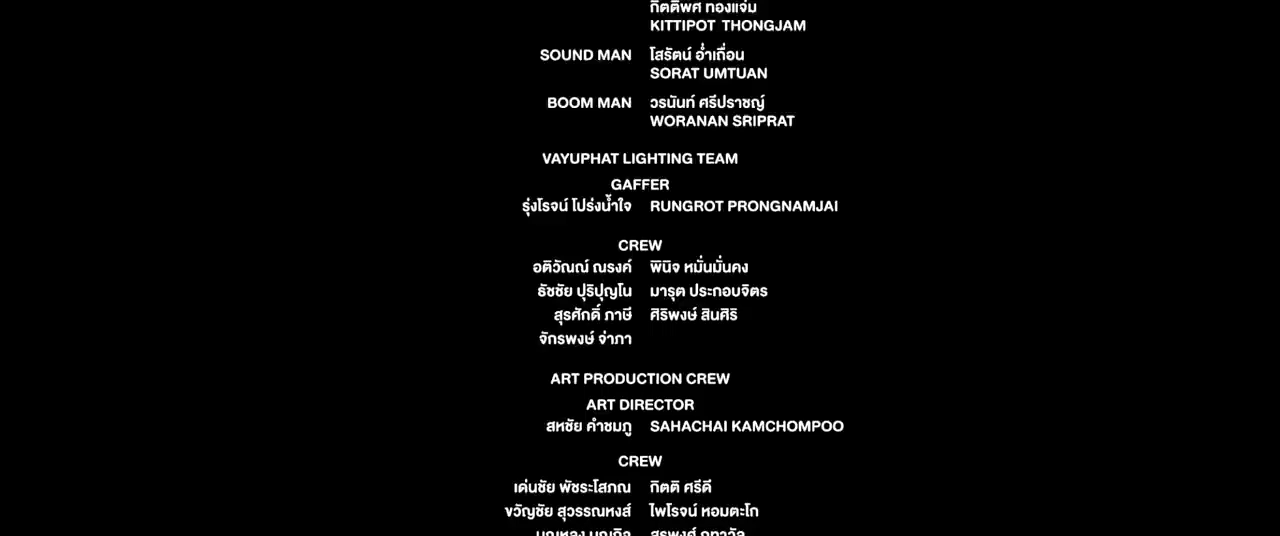 กิตติพศ ทองแจ่ม
KITTIPOT THONGJAM
SOUND MAN โสรัตน์ อ่ำเถื่อน
SORAT UMTUAN
BOOM MAN วรนันท์ ศรีปราชญ์
WORANAN SRIPRAT
VAYUPHAT LIGHTING TEAM
GAFFER
รุ่งโรจน์ โปร่งน้ำใจ RUNGROT PRONGNAMJAI
CREW
อติวัณณ์ ณรงค์ พินิจ หมั่นมั่นคง
ธัชชัย ปุริปุญโน มารุต ประกอบจิตร
สุรศักดิ์ ภาษี ศิริพงษ์ สินศิริ
จักรพงษ์ จ่าภา
ART PRODUCTION CREW
ART DIRECTOR
สหชัย คำชมภู SAHACHAI KAMCHOMPOO
CREW
เด่นชัย พัชระโสภณ กิตติ ศรีดี
ขวัญชัย สุวรรณหงส์ ไพโรจน์ หอมตะโก